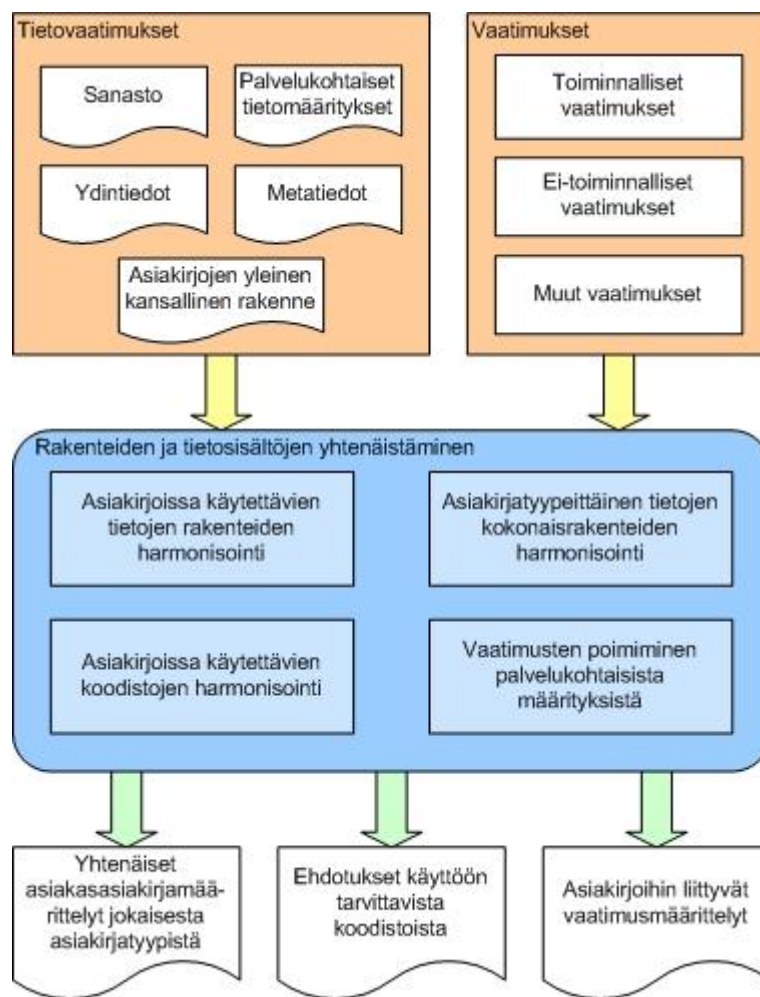 Tietovaatimukset
Sanasto
Palvelukohtaiset
tietomääritykset
Ydintiedot
Metatiedot
Asiakirjojen yleinen
kansallinen rakenne
Vaatimukset
Toiminnalliset
vaatimukset
Ei-toiminnalliset
vaatimukset
Muut vaatimukset
Rakenteiden ja tietosisältöjen yhtenäistäminen
Asiakirjoissa käytettävien
tietojen rakenteiden
harmonisointi
Asiakirjatyypeittäinen tietojen
kokonaisrakenteiden
harmonisointi
Asiakirjoissa käytettävien
koodistojen harmonisointi
Vaatimusten poimiminen
palvelukohtaisista
määrityksistä
Yhtenäiset
asiakasasiakirjamää-
rittelyt jokaisesta
asiakirjatyypistä
Ehdotukset käyttöön
tarvittavista
koodistoista
Asiakirjoihin liittyvät
vaatimusmäärittelyt